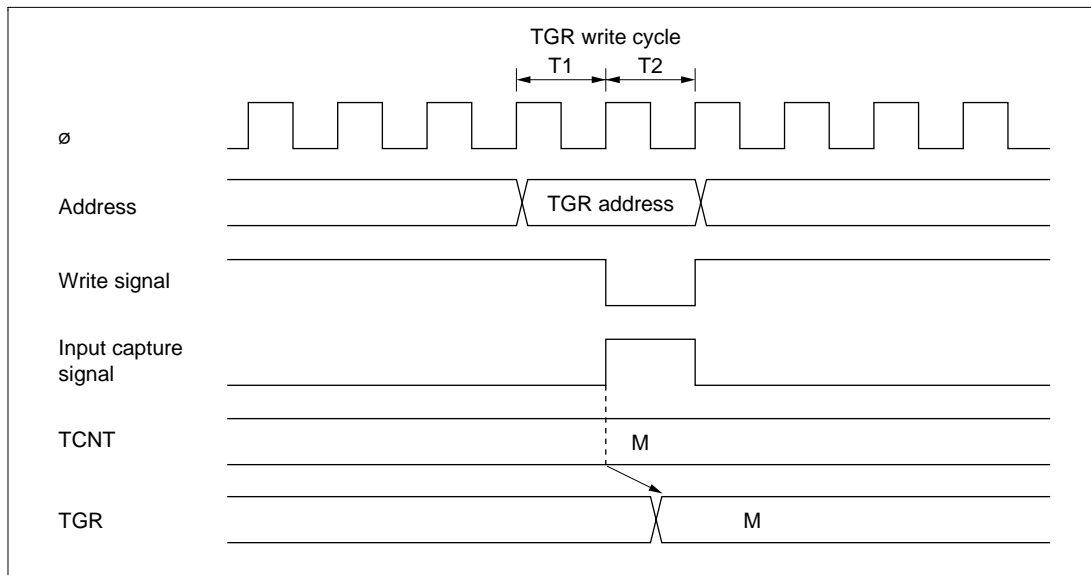 TGR write cycle
T1 T2
ø
Address
TGR address
Write signal
Input capture
signal
TCNT
M
TGR
M